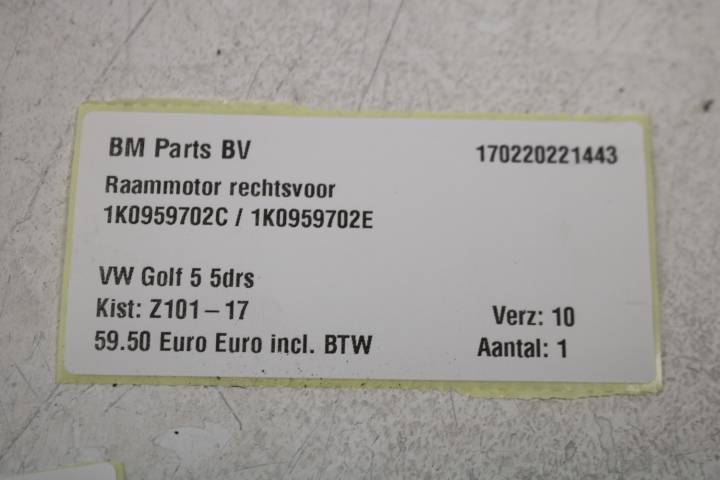 BM Parts BV 170220221443
Raammotor rechtsvoor
1K0959702C / 1K0959702E
VW Golf 5 5drs
Kist: Z101 – 17 Verz: 10
59.50 Euro Euro incl. BTW Aantal: 1